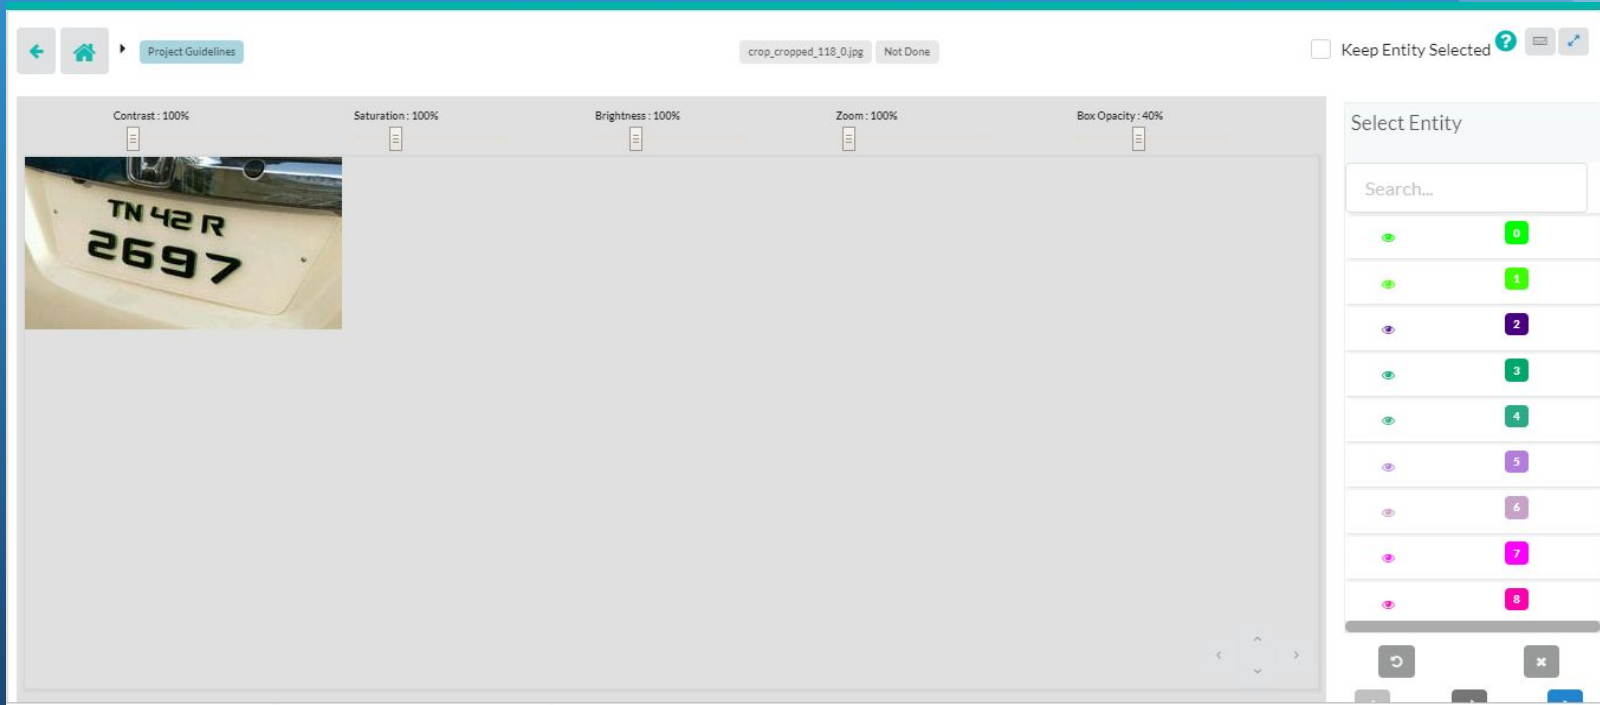 Project Guidelines
crop_cropped_118_0.jpg Not Done
Keep Entity Selected ?
Contrast : 100% Saturation : 100% Brightness : 100% Zoom : 100% Box Opacity : 40%
TN 42 R
2697
Select Entity
Search...
0
1
2
3
4
5
6
7
8